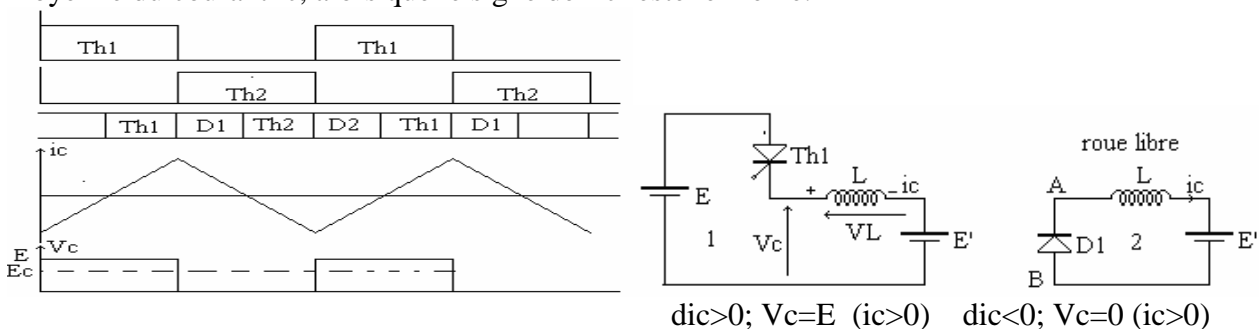 Th1 Th1
Th2 Th2
Th1 D1 Th2 D2 Th1 D1
ic
E Vc
Ec
Th1
E
1
Vc
+ L - ic
VL
E'
roue libre
A L ic
D1 2 E'
B
dic>0; Vc=E (ic>0) dic<0; Vc=0 (ic>0)